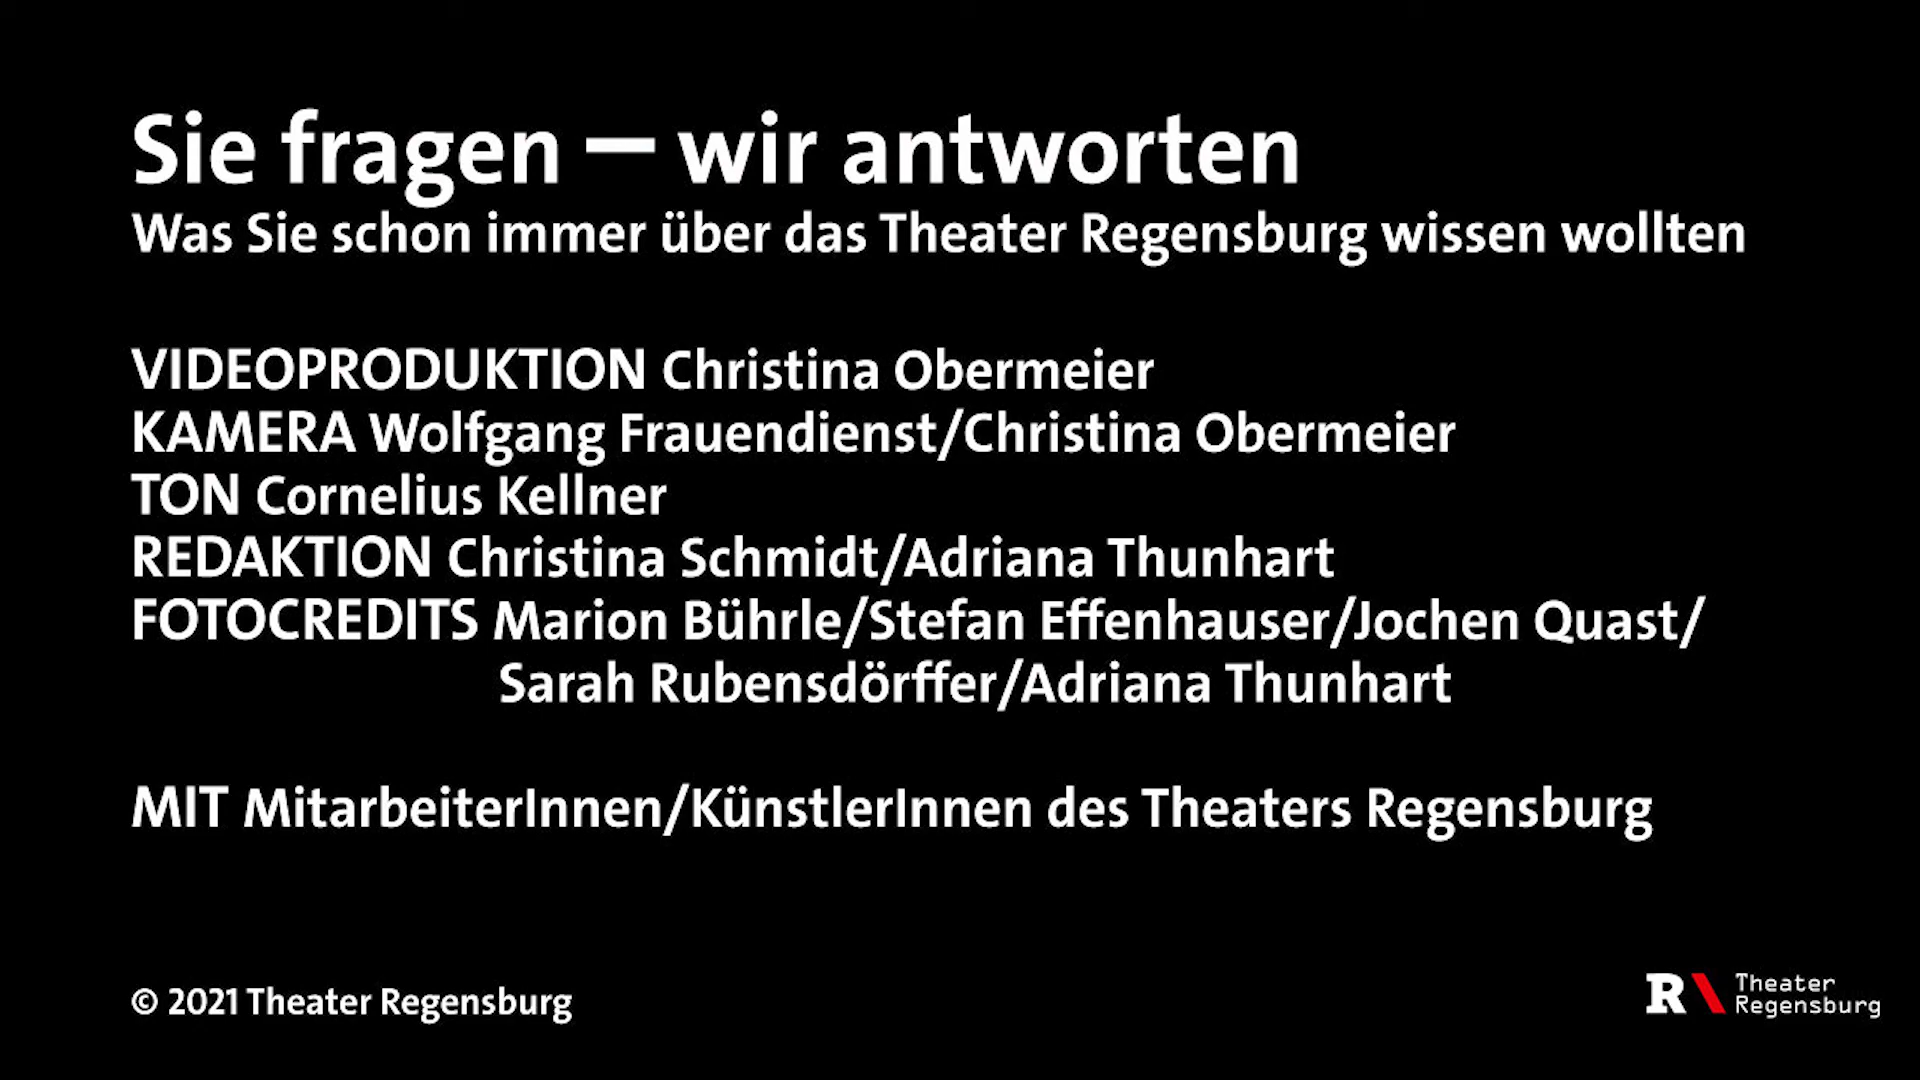 Sie fragen – wir antworten
Was Sie schon immer über das Theater Regensburg wissen wollten
VIDEOPRODUKTION Christina Obermeier
KAMERA Wolfgang Frauendienst/Christina Obermeier
TON Cornelius Kellner
REDAKTION Christina Schmidt/Adriana Thunhart
FOTOCREDITS Marion Bührle/Stefan Effenhauser/Jochen Quast/
Sarah Rubensdörffer/Adriana Thunhart
MIT MitarbeiterInnen/KünstlerInnen des Theaters Regensburg
© 2021 Theater Regensburg
R\ Theater
Regensburg